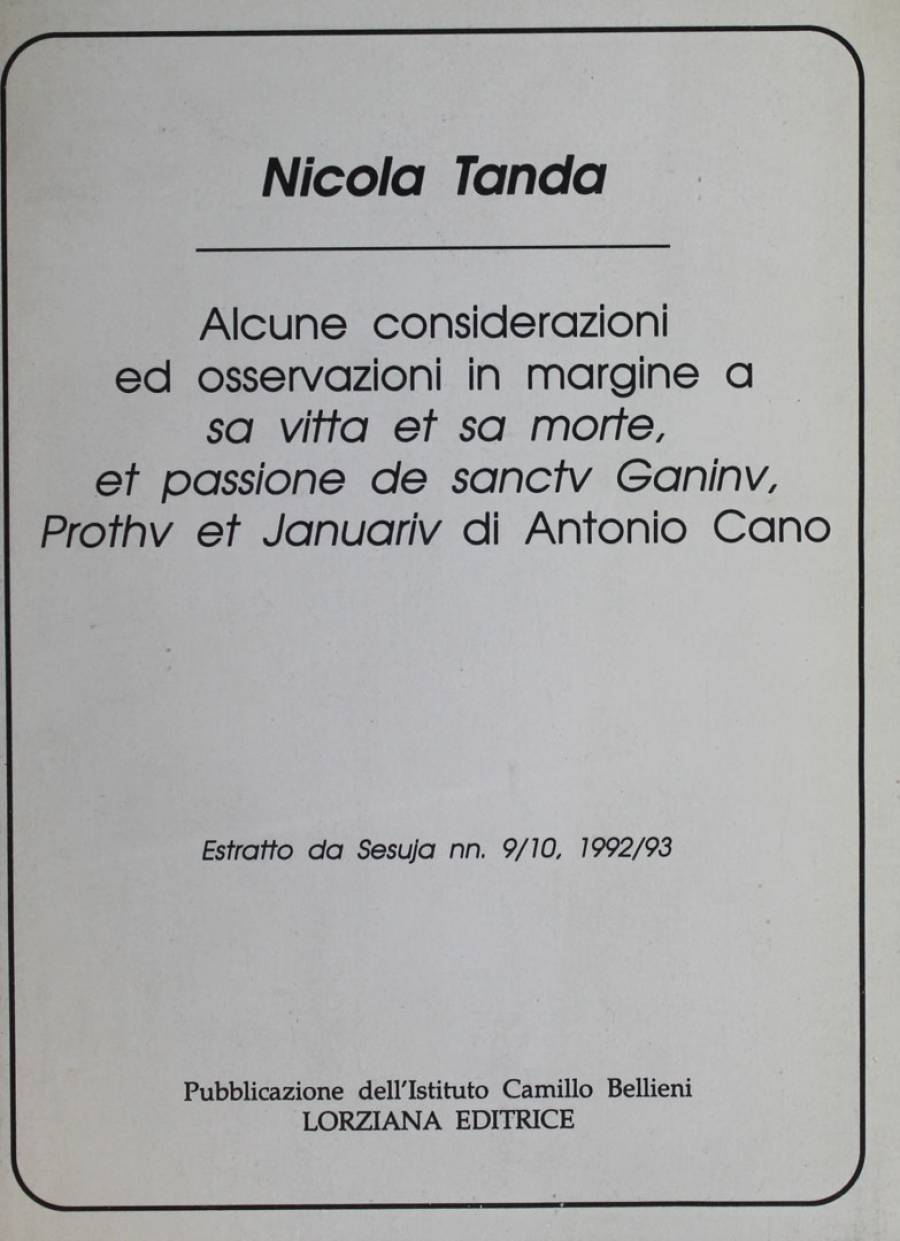 Nicola Tanda
Alcune considerazioni
ed osservazioni in margine a
sa vitta et sa morte,
et passione de sanctv Ganinv,
Prothv et Januariv di Antonio Cano
Estratto da Sesuja nn. 9/10, 1992/93
Pubblicazione dell'Istituto Camillo Bellieni
LORZIANA EDITRICE